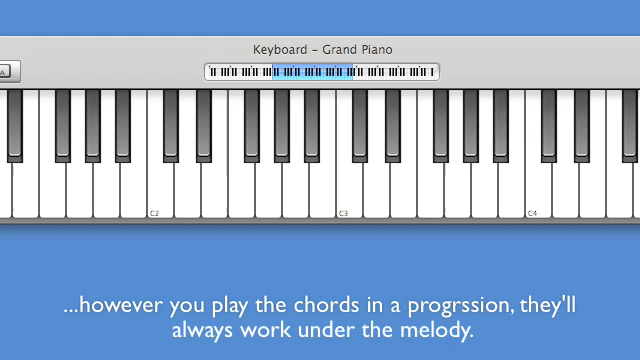 Keyboard – Grand Piano
A
C2
C3
C4
...however you play the chords in a progrssion, they'll
always work under the melody.